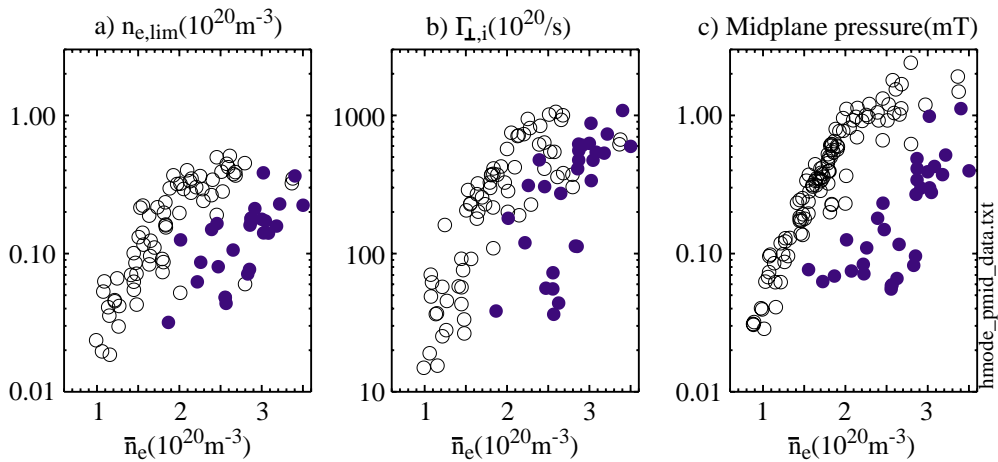 a) n_e,lim(10^20m^-3)
b) Γ_⊥,i(10^20/s)
c) Midplane pressure(mT)
1.00
0.10
0.01
1000
100
10
1.00
0.10
0.01
1 2 3
1 2 3
1 2 3
n̅_e(10^20m^-3)
n̅_e(10^20m^-3)
n̅_e(10^20m^-3)
hmode_pmid_data.txt